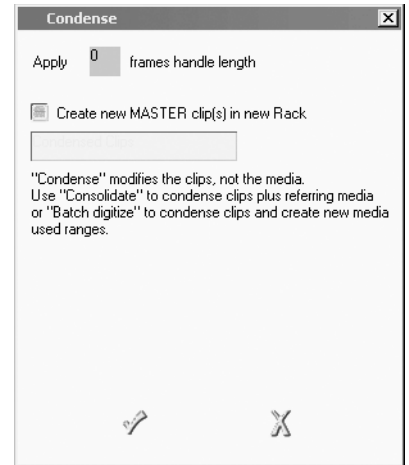 Condense
Apply 0 frames handle length
Create new MASTER clip(s) in new Rack
Condensed Clips
"Condense" modifies the clips, not the media.
Use "Consolidate" to condense clips plus referring media
or "Batch digitize" to condense clips and create new media
used ranges.